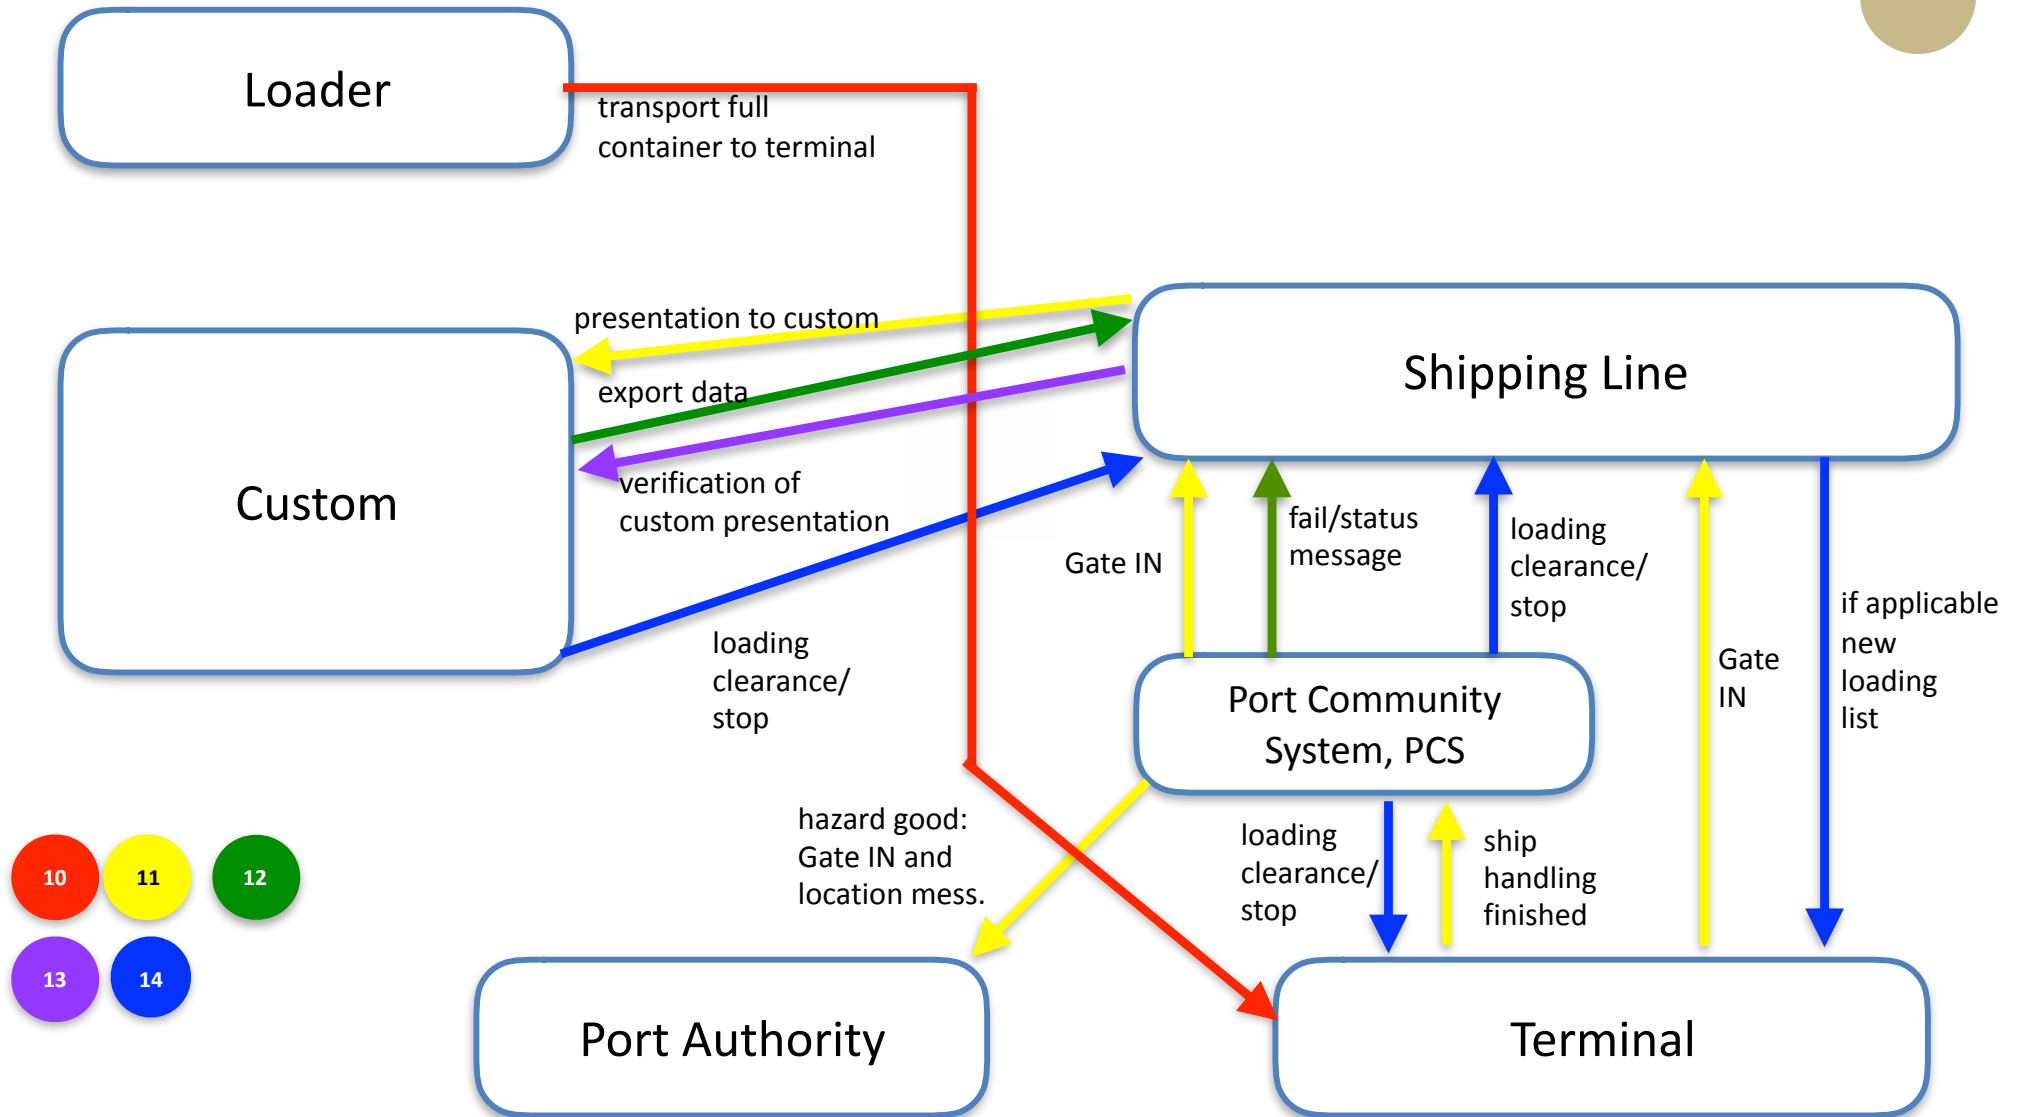 Loader
transport full
container to terminal
presentation to custom
export data
Custom
verification of
custom presentation
loading
clearance/
stop
Shipping Line
Gate IN
fail/status
message
loading
clearance/
stop
Gate
IN
if applicable
new
loading
list
Port Community
System, PCS
hazard good:
Gate IN and
location mess.
loading
clearance/
stop
ship
handling
finished
10
11
12
13
14
Port Authority
Terminal